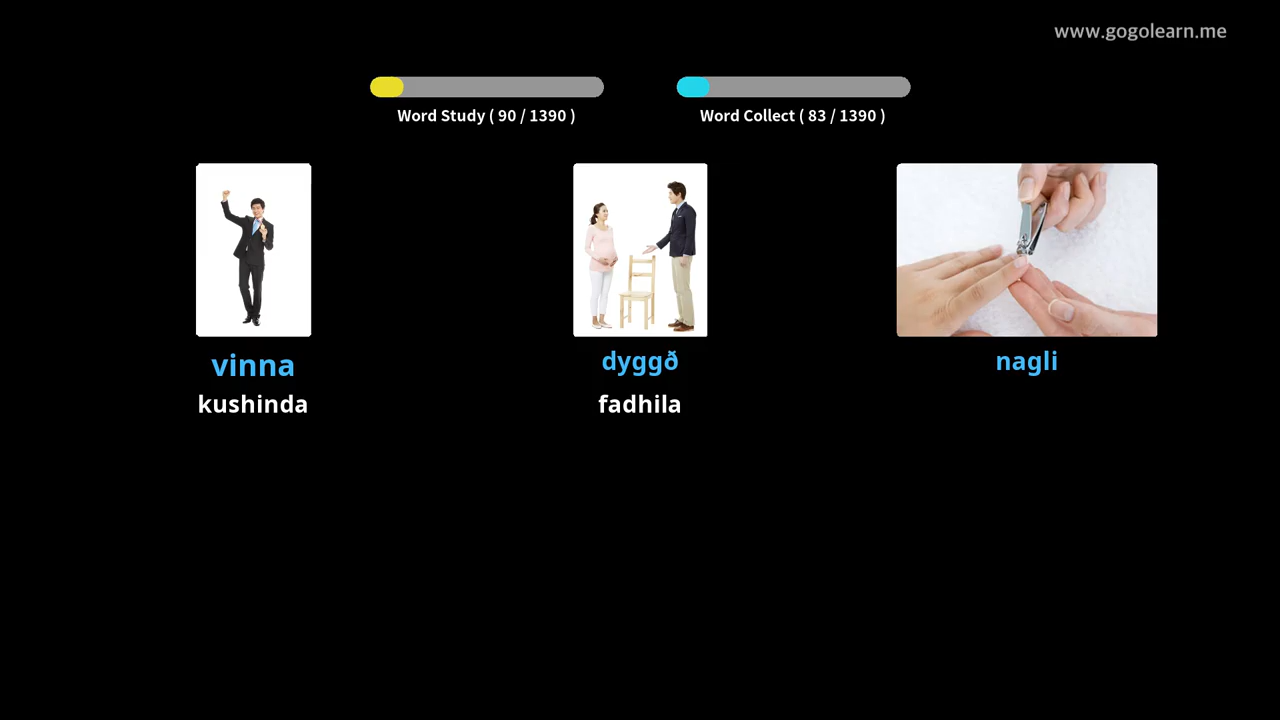 www.gogolearn.me
Word Study ( 90 / 1390 )
Word Collect ( 83 / 1390 )
vinna
dyggð
nagli
kushinda
fadhila